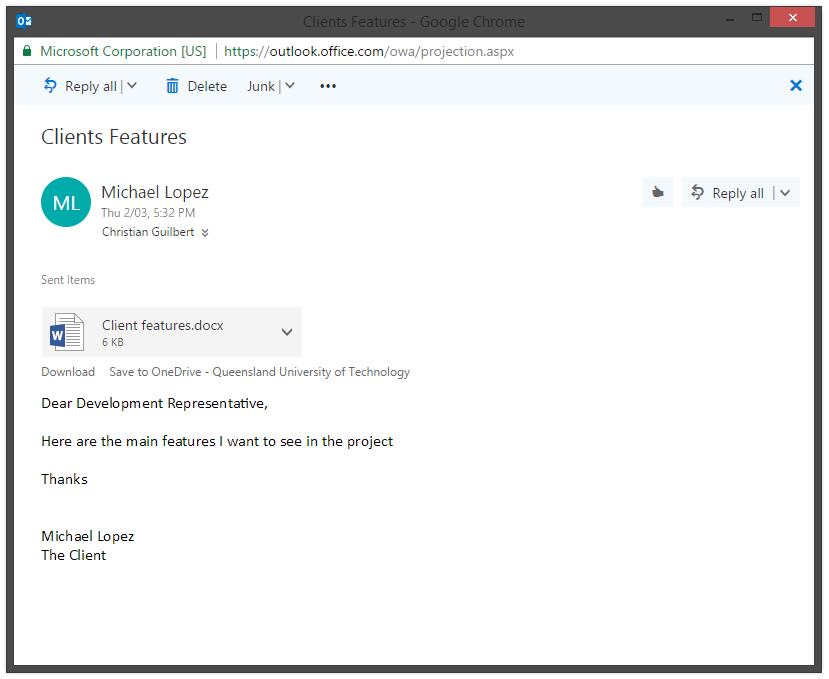 Clients Features - Google Chrome
Microsoft Corporation [US] | https://outlook.office.com/owa/projection.aspx
Reply all | Delete Junk | •••
Clients Features
ML
Michael Lopez
Thu 2/03, 5:32 PM
Reply all |
Christian Guilbert
Sent Items
W
Client features.docx
6 KB
Download Save to OneDrive - Queensland University of Technology
Dear Development Representative,
Here are the main features I want to see in the project
Thanks
Michael Lopez
The Client